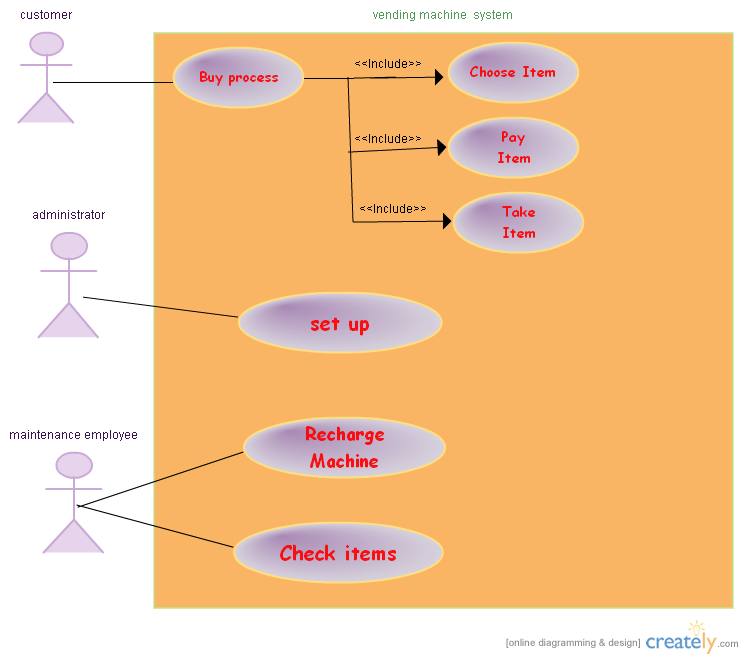 customer
vending machine system
Buy process
<<Include>>
Choose Item
<<Include>>
Pay
Item
<<Include>>
Take
Item
administrator
set up
maintenance employee
Recharge
Machine
Check items
[online diagramming & design] creately.com